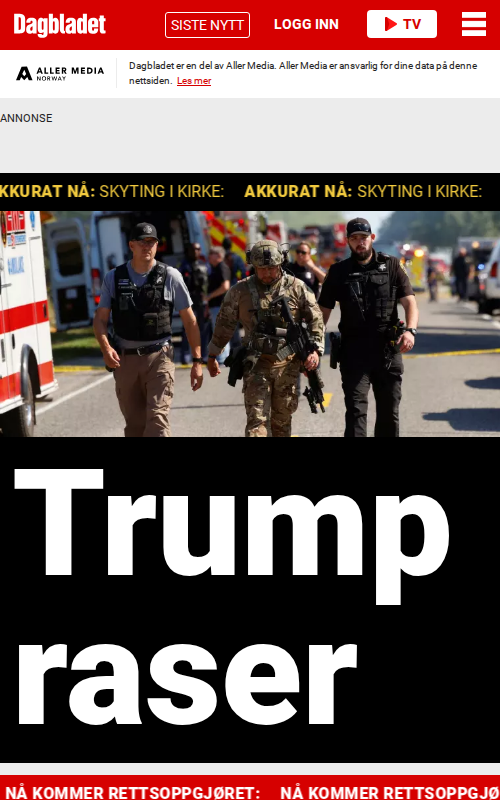 Dagbladet
SISTE NYTT
LOGG INN
TV
ALLER MEDIA
NORWAY
Dagbladet er en del av Aller Media. Aller Media er ansvarlig for dine data på denne
nettsiden. Les mer
ANNONSE
KKURAT NÅ: SKYTING I KIRKE: AKKURAT NÅ: SKYTING I KIRKE:
Trump
raser
NÅ KOMMER RETTSOPPGJØRET: NÅ KOMMER RETTSOPPGJØ